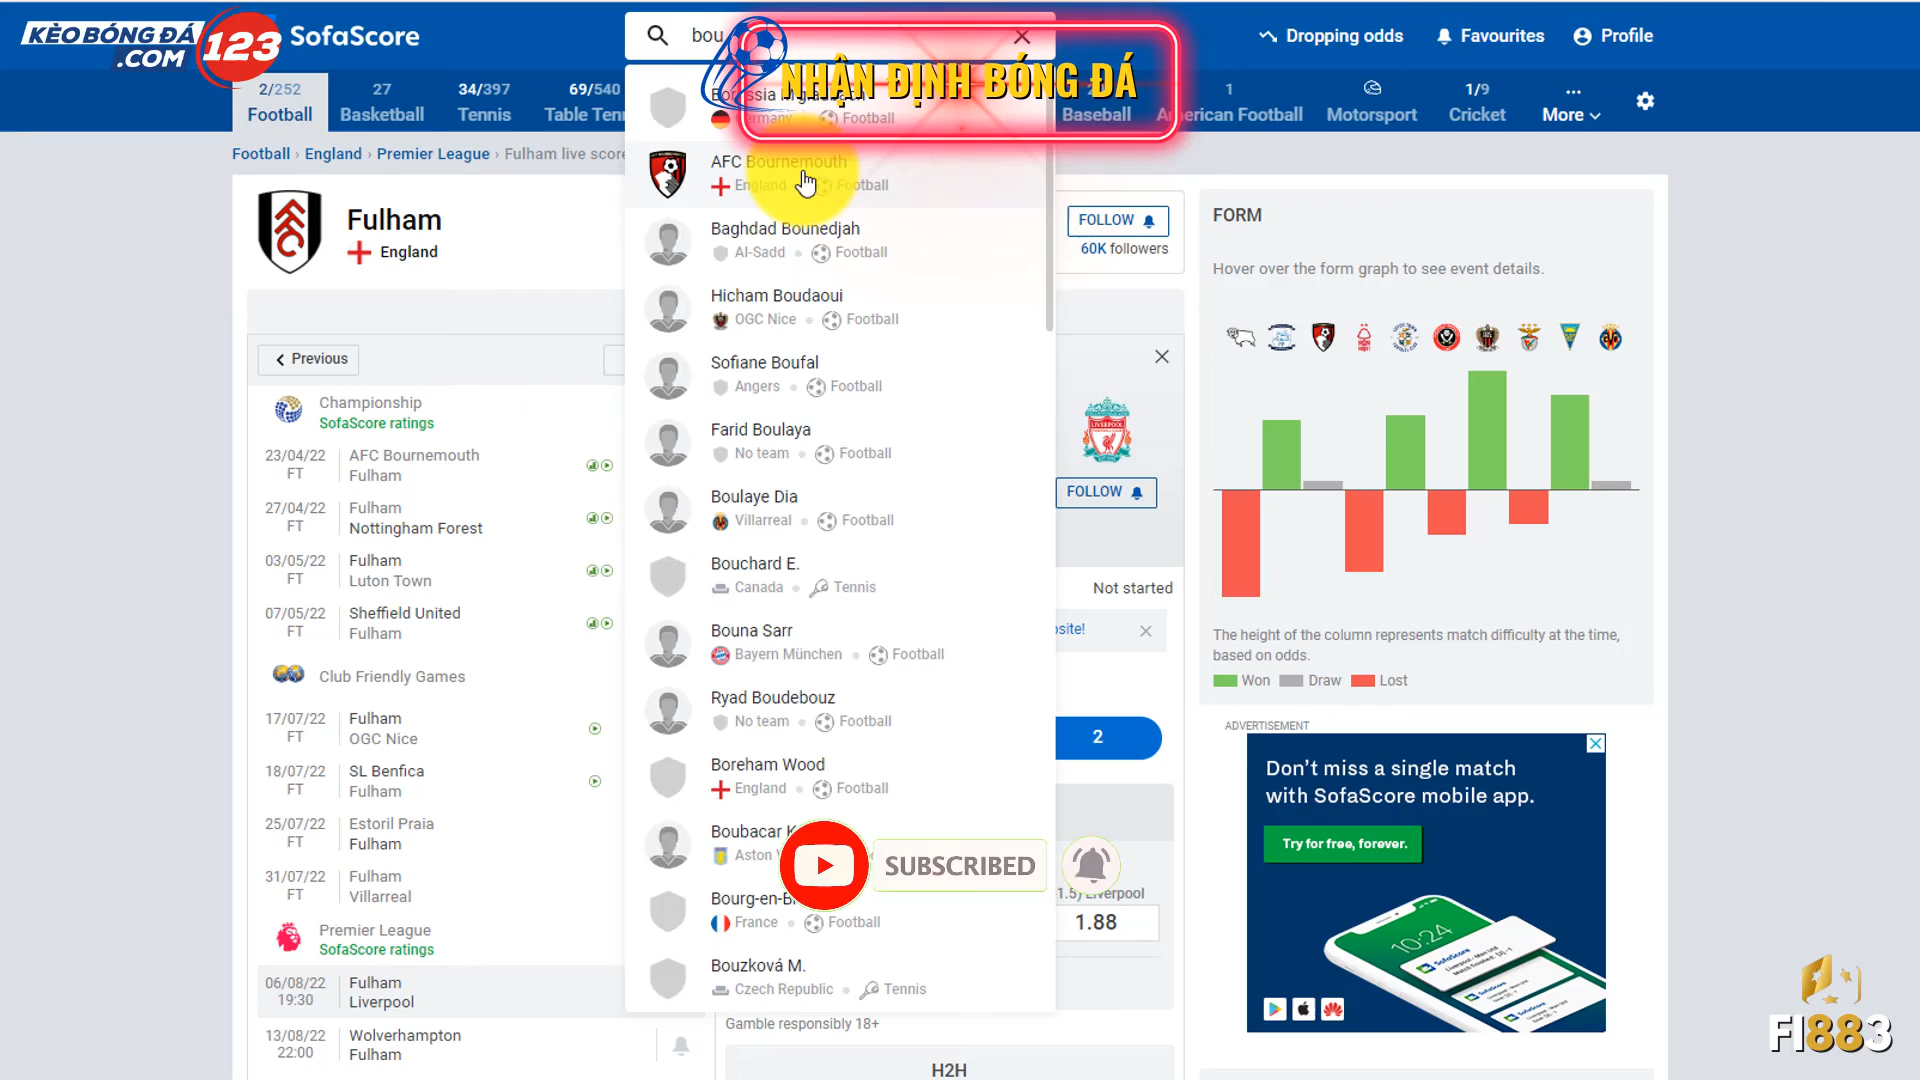 KÈO BÓNG ĐÁ
.COM
123
SofaScore
bou
NHẬN ĐỊNH BÓNG ĐÁ
Dropping odds
Favourites
Profile
2/252
Football
27
Basketball
34/397
Tennis
69/540
Table Ten
Baseball
1
American Football
Motorsport
1/9
Cricket
More
Football › England › Premier League › Fulham live score
Football
AFC Bournemouth
England
Football
Baghdad Bounedjah
Al-Sadd
Football
Hicham Boudaoui
OGC Nice
Football
Sofiane Boufal
Angers
Football
Farid Boulaya
No team
Football
Boulaye Dia
Villarreal
Football
Bouchard E.
Canada
Tennis
Bouna Sarr
Bayern München
Football
Ryad Boudebouz
No team
Football
Boreham Wood
England
Football
Boubacar K
Aston
Bourg-en-B
France
Football
Bouzková M.
Czech Republic
Tennis
Fulham
England
Previous
Championship
SofaScore ratings
23/04/22
FT
AFC Bournemouth
Fulham
27/04/22
FT
Fulham
Nottingham Forest
03/05/22
FT
Fulham
Luton Town
07/05/22
FT
Sheffield United
Fulham
Club Friendly Games
17/07/22
FT
Fulham
OGC Nice
18/07/22
FT
SL Benfica
Fulham
25/07/22
FT
Estoril Praia
Fulham
31/07/22
FT
Fulham
Villarreal
Premier League
SofaScore ratings
06/08/22
19:30
Fulham
Liverpool
13/08/22
22:00
Wolverhampton
Fulham
FOLLOW
60K followers
FOLLOW
Not started
osite!
2
SUBSCRIBED
1.5) Liverpool
1.88
Gamble responsibly 18+
H2H
FORM
Hover over the form graph to see event details.
The height of the column represents match difficulty at the time,
based on odds.
Won
Draw
Lost
ADVERTISEMENT
Don't miss a single match
with SofaScore mobile app.
Try for free, forever.
10:24
FI883